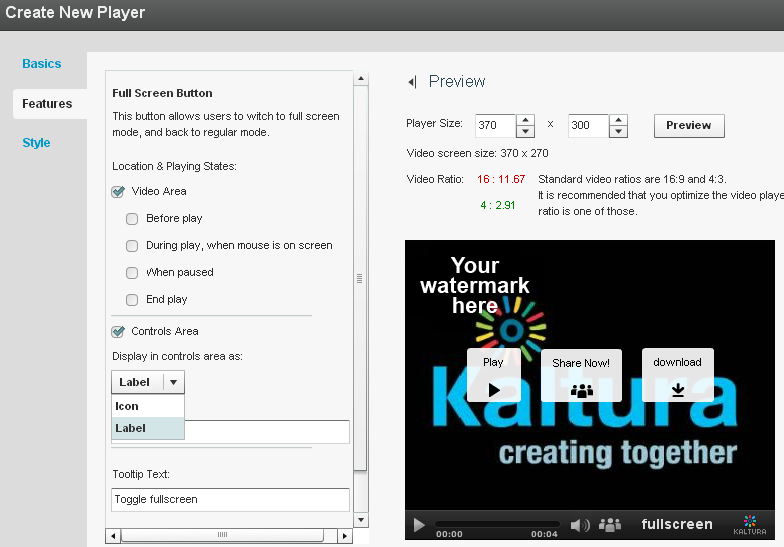 Create New Player
Basics
Features
Style
Full Screen Button
This button allows users to witch to full screen
mode, and back to regular mode.
Location & Playing States:
Video Area
Before play
During play, when mouse is on screen
When paused
End play
Controls Area
Display in controls area as:
Label
Icon
Label
Tooltip Text:
Toggle fullscreen
Preview
Player Size: 370 x 300 Preview
Video screen size: 370 x 270
Video Ratio: 16 : 11.67 Standard video ratios are 16:9 and 4:3.
It is recommended that you optimize the video playe
4 : 2.91 ratio is one of those.
Your
watermark
here
Play Share Now! download
Kaltura
creating together
00:00 00:04 fullscreen KALTURA